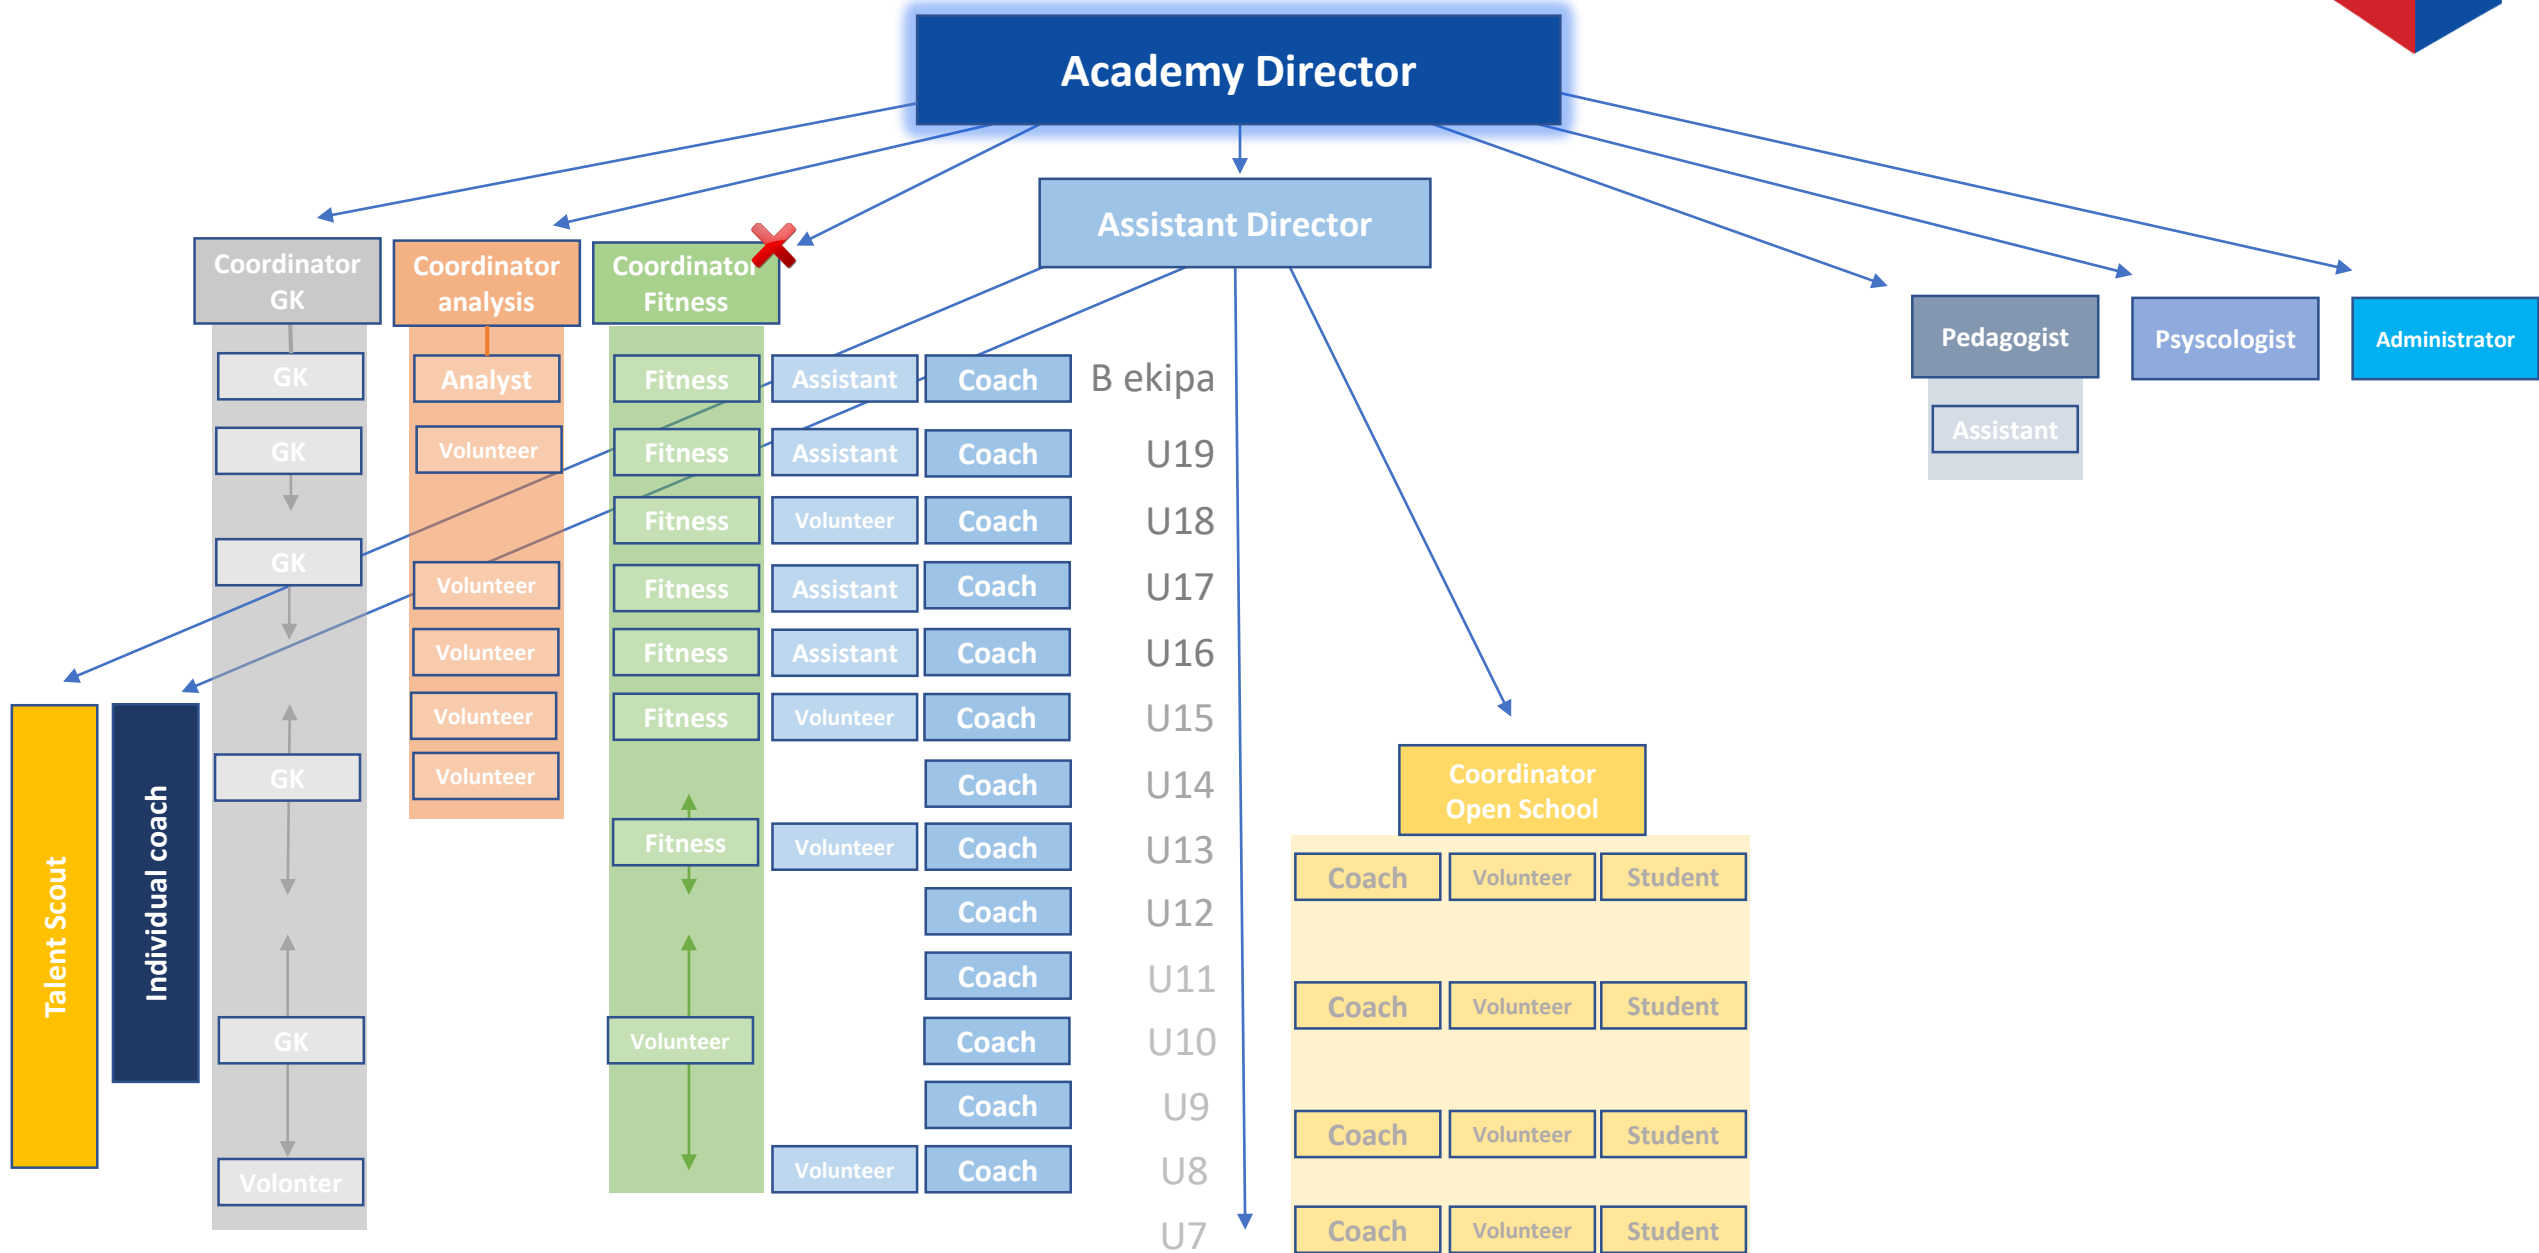 Academy Director
Assistant Director
Coordinator
GK
Coordinator
analysis
Coordinator
Fitness
Pedagogist
Psyscologist
Administrator
Assistant
GK
Analyst
Fitness
Assistant
Coach
B ekipa
GK
Volunteer
Fitness
Assistant
Coach
U19
Fitness
Volunteer
Coach
U18
GK
Volunteer
Fitness
Assistant
Coach
U17
Volunteer
Fitness
Assistant
Coach
U16
Volunteer
Fitness
Volunteer
Coach
U15
GK
Volunteer
Coach
U14
Fitness
Volunteer
Coach
U13
Coach
U12
Coach
U11
GK
Volunteer
Coach
U10
Coach
U9
Volonter
Volunteer
Coach
U8
U7
Talent Scout
Individual coach
Coordinator
Open School
Coach
Volunteer
Student
Coach
Volunteer
Student
Coach
Volunteer
Student
Coach
Volunteer
Student